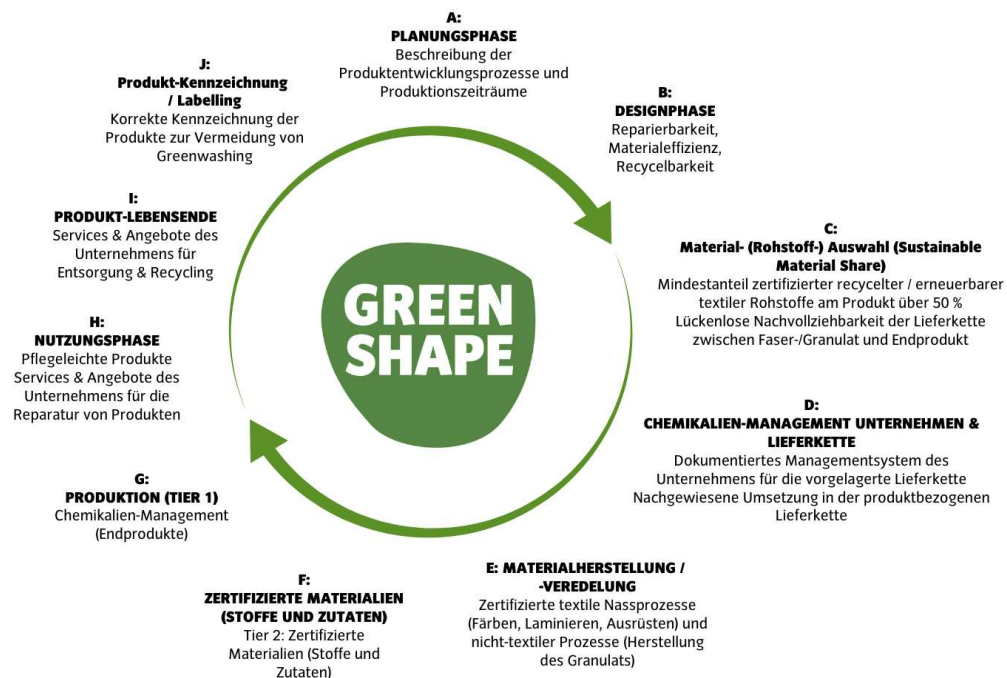 A:
PLANUNGSPHASE
Beschreibung der
Produktentwicklungsprozesse und
Produktionszeiträume
B:
DESIGNPHASE
Reparierbarkeit,
Materialeffizienz,
Recycelbarkeit
C:
Material- (Rohstoff-) Auswahl (Sustainable
Material Share)
Mindestanteil zertifizierter recycelter / erneuerbarer
textiler Rohstoffe am Produkt über 50 %
Lückenlose Nachvollziehbarkeit der Lieferkette
zwischen Faser-/Granulat und Endprodukt
D:
CHEMIKALIEN-MANAGEMENT UNTERNEHMEN &
LIEFERKETTE
Dokumentiertes Managementsystem des
Unternehmens für die vorgelagerte Lieferkette
Nachgewiesene Umsetzung in der produktbezogenen
Lieferkette
E: MATERIALHERSTELLUNG /
-VEREDELUNG
Zertifizierte textile Nassprozesse
(Färben, Laminieren, Ausrüsten) und
nicht-textiler Prozesse (Herstellung
des Granulats)
F:
ZERTIFIZIERTE MATERIALIEN
(STOFFE UND ZUTATEN)
Tier 2: Zertifizierte
Materialien (Stoffe und
Zutaten)
G:
PRODUKTION (TIER 1)
Chemikalien-Management
(Endprodukte)
H:
NUTZUNGSPHASE
Pflegeleichte Produkte
Services & Angebote des
Unternehmens für die
Reparatur von Produkten
I:
PRODUKT-LEBENSENDE
Services & Angebote des
Unternehmens für
Entsorgung & Recycling
J:
Produkt-Kennzeichnung
/ Labelling
Korrekte Kennzeichnung der
Produkte zur Vermeidung von
Greenwashing
GREEN
SHAPE